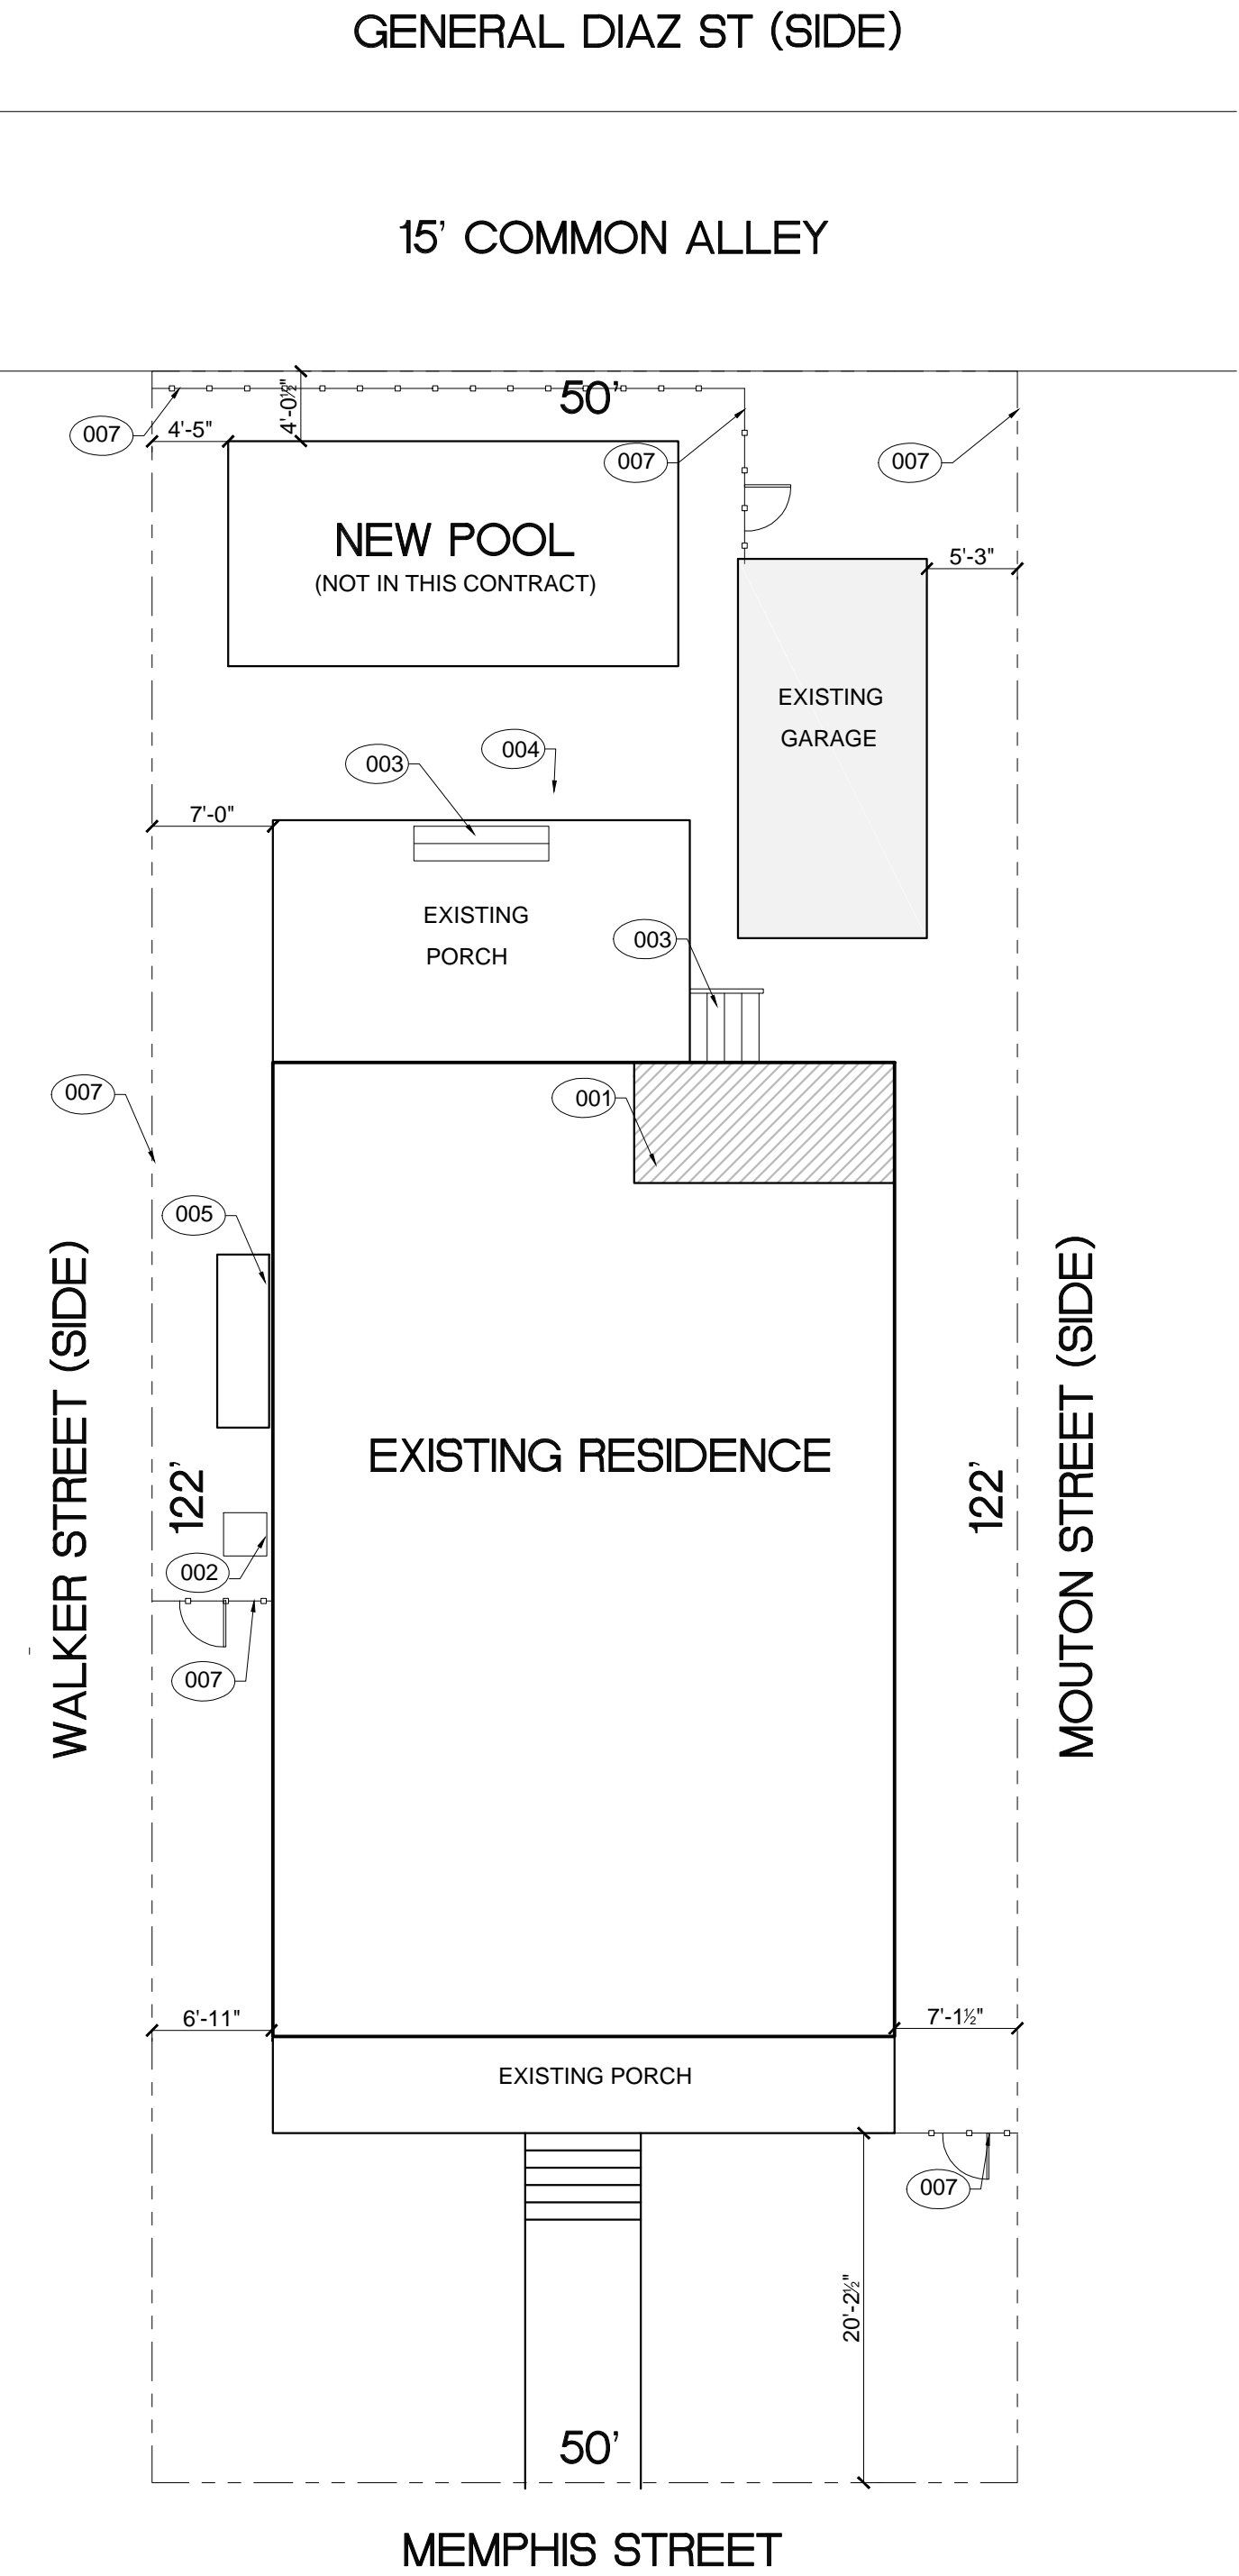 GENERAL DIAZ ST (SIDE)
15' COMMON ALLEY
50'
4'-0½"
007
4'-5"
007
007
NEW POOL
(NOT IN THIS CONTRACT)
5'-3"
EXISTING
GARAGE
004
003
7'-0"
EXISTING
PORCH
003
007
001
005
WALKER STREET (SIDE)
122'
EXISTING RESIDENCE
122'
MOUTON STREET (SIDE)
002
007
6'-11"
7'-1½"
EXISTING PORCH
007
20'-2½"
50'
MEMPHIS STREET